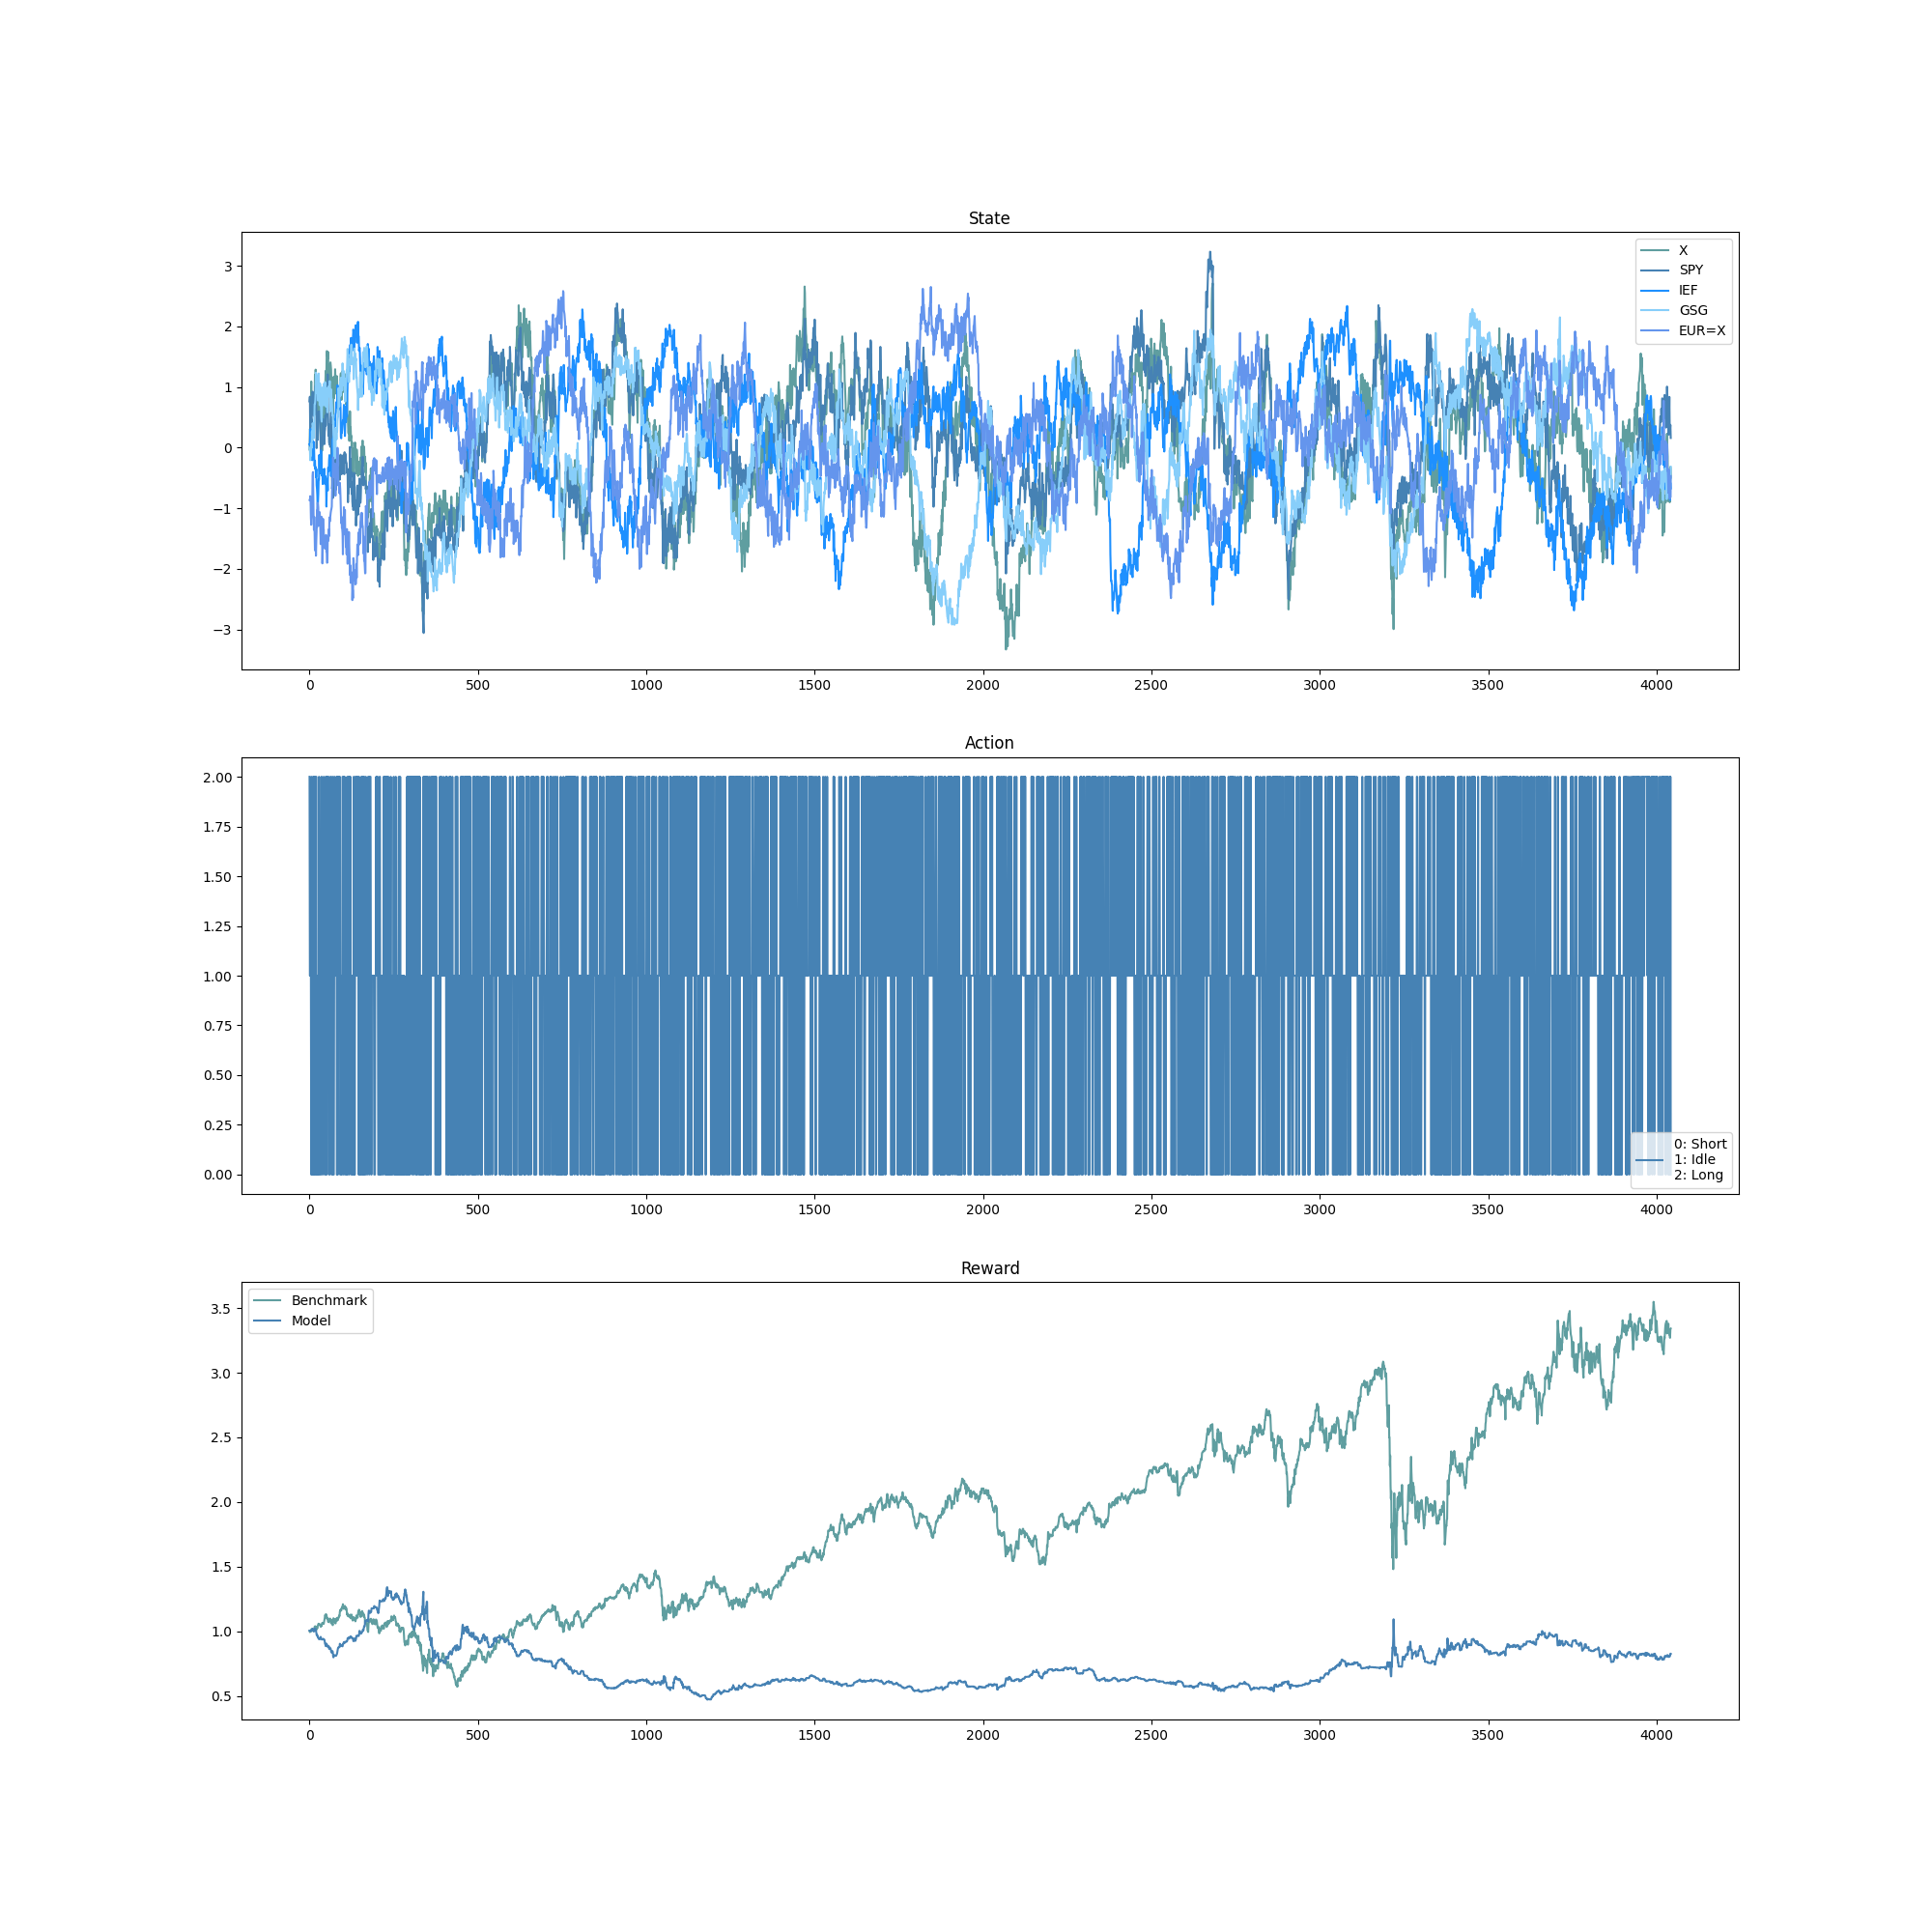 State
3
2
1
0
−1
−2
−3
X
SPY
IEF
GSG
EUR=X
0 500 1000 1500 2000 2500 3000 3500 4000
Action
2.00
1.75
1.50
1.25
1.00
0.75
0.50
0.25
0.00
0: Short
1: Idle
2: Long
0 500 1000 1500 2000 2500 3000 3500 4000
Reward
Benchmark
Model
3.5
3.0
2.5
2.0
1.5
1.0
0.5
0 500 1000 1500 2000 2500 3000 3500 4000